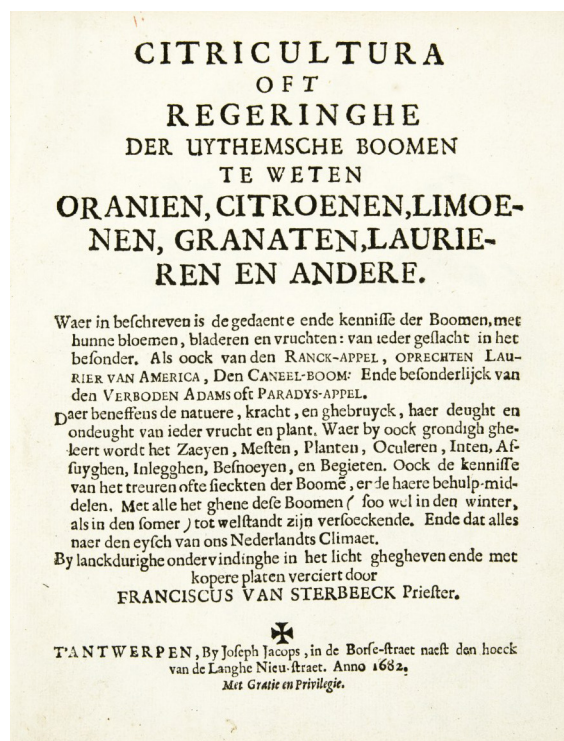 CITRICULTURA
OFT
REGERINGHE
DER UYTHEMSCHE BOOMEN
TE WETEN
ORANIEN, CITROENEN, LIMOE-
NEN, GRANATEN, LAURIE-
REN EN ANDERE.
Waer in beſchreven is de gedaente ende kenniſſe der Boomen, met
hunne bloemen, bladeren en vruchten: van ieder geſlacht in het
beſonder. Als oock van den RANCK-APPEL, OPRECHTEN LAU-
RIER VAN AMERICA, Den CANEEL-BOOM: Ende beſonderlijck van
den VERBODEN ADAMS oft PARADYS-APPEL.
Daer beneffens de natuere, kracht, en ghebruyck, haer deught en
ondeught van ieder vrucht en plant. Waer by oock grondigh ghe-
leert wordt het Zaeyen, Meſten, Planten, Oculeren, Inten, Aſ-
ſuyghen, Inlegghen, Beſnoeyen, en Begieten. Oock de kenniſſe
van het treuren ofte ſieckten der Boomē, ende haere behulp-mid-
delen. Met alle het ghene deſe Boomen (ſoo wel in den winter,
als in den ſomer) tot welſtandt zijn verſoeckende. Ende dat alles
naer den eyſch van ons Nederlandts Climaet.
By lanckdurighe ondervindinghe in het licht ghegheven ende met
kopere platen verciert door
FRANCISCUS VAN STERBEECK Prieſter.
✠
T'ANTWERPEN, By Joſeph Jacops, in de Borſe-ſtraet naeſt den hoeck
van de Langhe Nieu-ſtraet. Anno 1682.
Met Gratie en Privilegie.